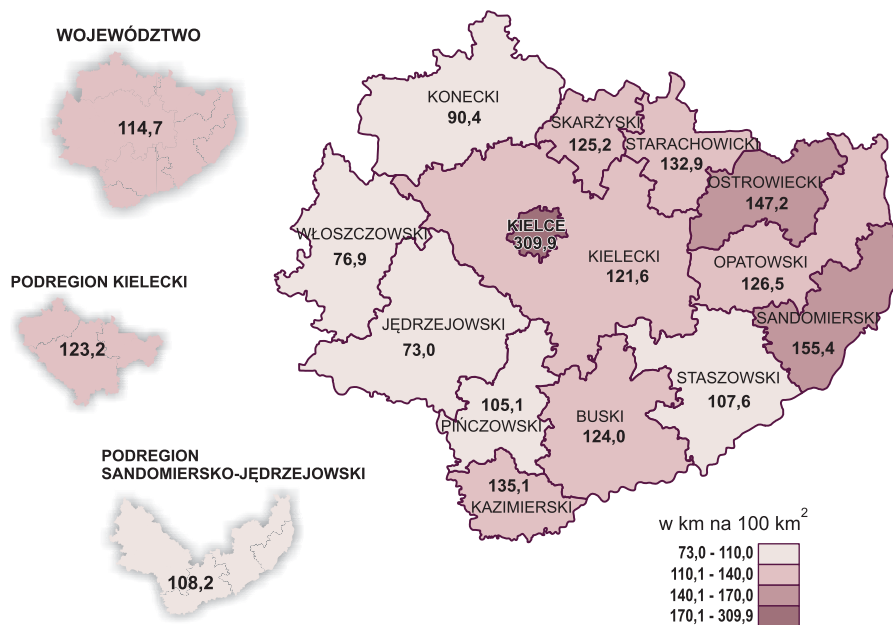 WOJEWÓDZTWO
114,7
PODREGION KIELECKI
123,2
PODREGION
SANDOMIERSKO-JĘDRZEJOWSKI
108,2
KONECKI
90,4
SKARŻYSKI
125,2
STARACHOWICKI
132,9
OSTROWIECKI
147,2
WŁOSZCZOWSKI
76,9
KIELCE
309,9
KIELECKI
121,6
OPATOWSKI
126,5
JĘDRZEJOWSKI
73,0
SANDOMIERSKI
155,4
STASZOWSKI
107,6
105,1
PIŃCZOWSKI
BUSKI
124,0
135,1
KAZIMIERSKI
w km na 100 km²
73,0 - 110,0
110,1 - 140,0
140,1 - 170,0
170,1 - 309,9